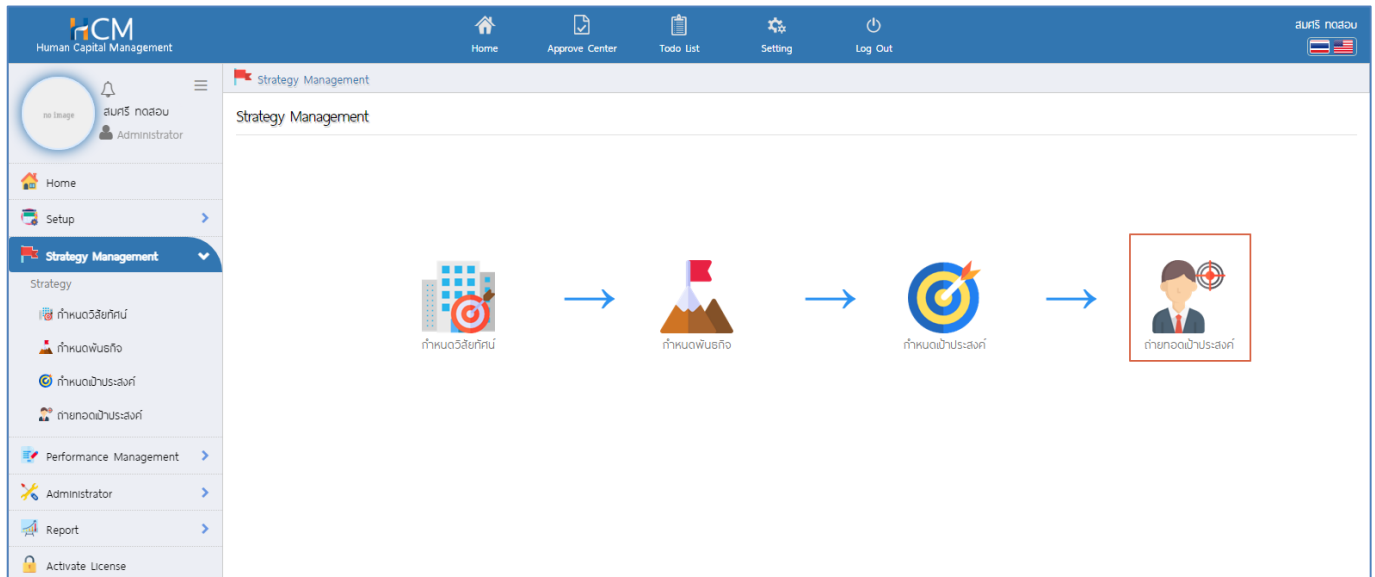 HCM
Human Capital Management
Home
Approve Center
Todo List
Setting
Log Out
สมศรี ทดสอบ
no image
สมศรี ทดสอบ
Administrator
Strategy Management
Strategy Management
Home
Setup
Strategy Management
Strategy
กำหนดวิสัยทัศน์
กำหนดพันธกิจ
กำหนดเป้าประสงค์
ถ่ายทอดเป้าประสงค์
Performance Management
Administrator
Report
Activate License
กำหนดวิสัยทัศน์
กำหนดพันธกิจ
กำหนดเป้าประสงค์
ถ่ายทอดเป้าประสงค์